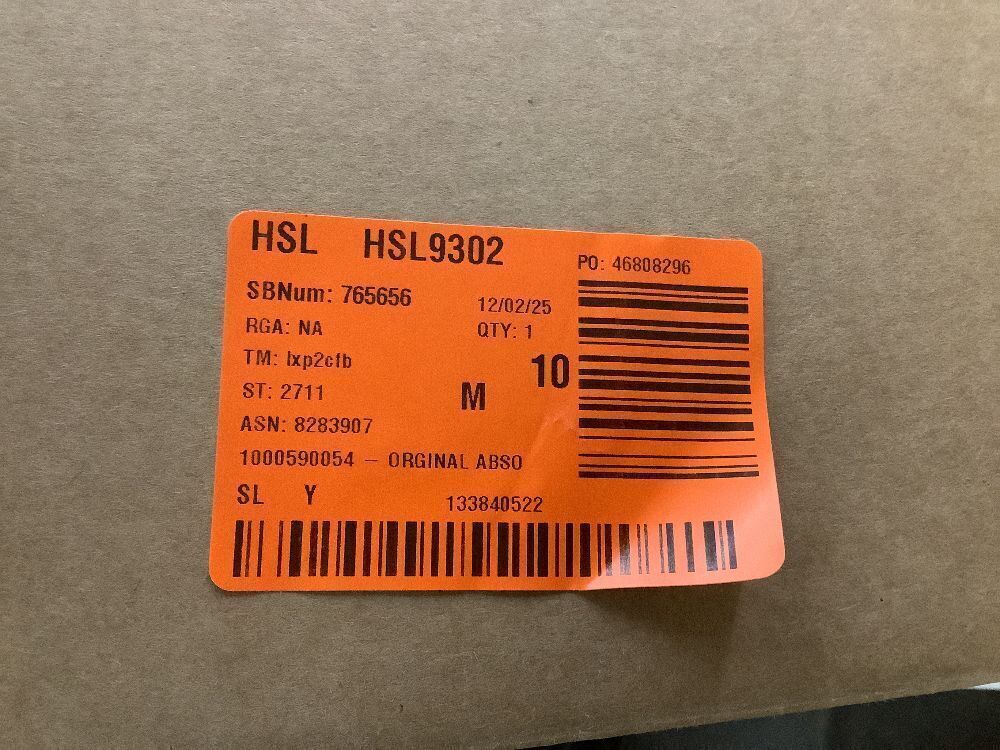 HSL HSL9302
PO: 46808296
SBNum: 765656
12/02/25
RGA: NA
QTY: 1
TM: lxp2cfb
10
ST: 2711
M
ASN: 8283907
1000590054 – ORGINAL ABSO
SL Y
133840522